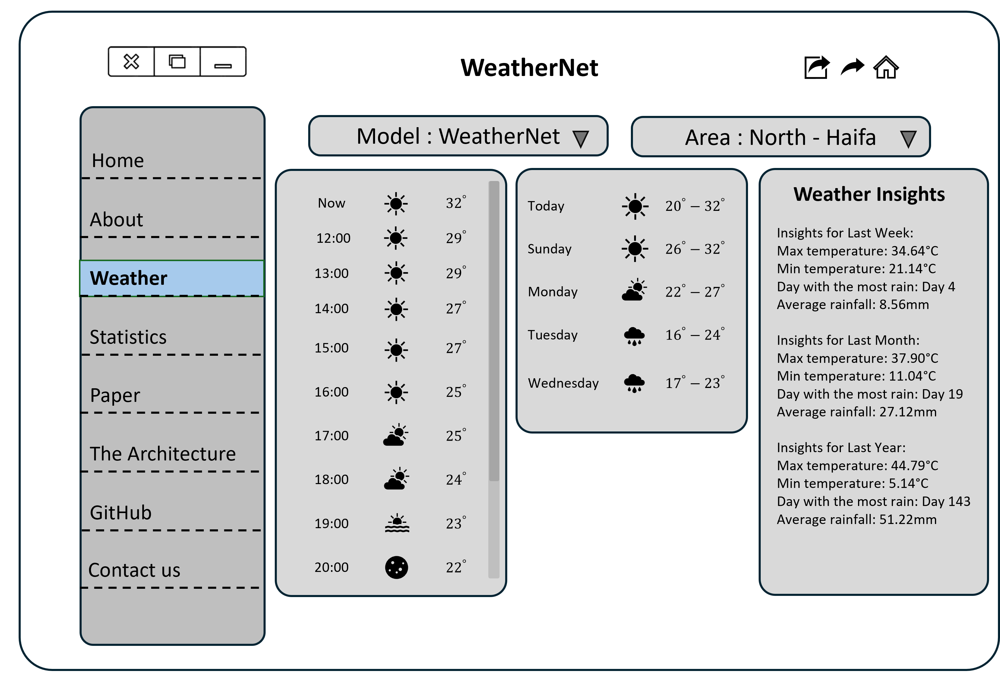 WeatherNet
Home
About
Weather
Statistics
Paper
The Architecture
GitHub
Contact us
Model : WeatherNet
Area : North - Haifa
Now 32°
12:00 29°
13:00 29°
14:00 27°
15:00 27°
16:00 25°
17:00 25°
18:00 24°
19:00 23°
20:00 22°
Today 20° – 32°
Sunday 26° – 32°
Monday 22° – 27°
Tuesday 16° – 24°
Wednesday 17° – 23°
Weather Insights
Insights for Last Week:
Max temperature: 34.64°C
Min temperature: 21.14°C
Day with the most rain: Day 4
Average rainfall: 8.56mm
Insights for Last Month:
Max temperature: 37.90°C
Min temperature: 11.04°C
Day with the most rain: Day 19
Average rainfall: 27.12mm
Insights for Last Year:
Max temperature: 44.79°C
Min temperature: 5.14°C
Day with the most rain: Day 143
Average rainfall: 51.22mm